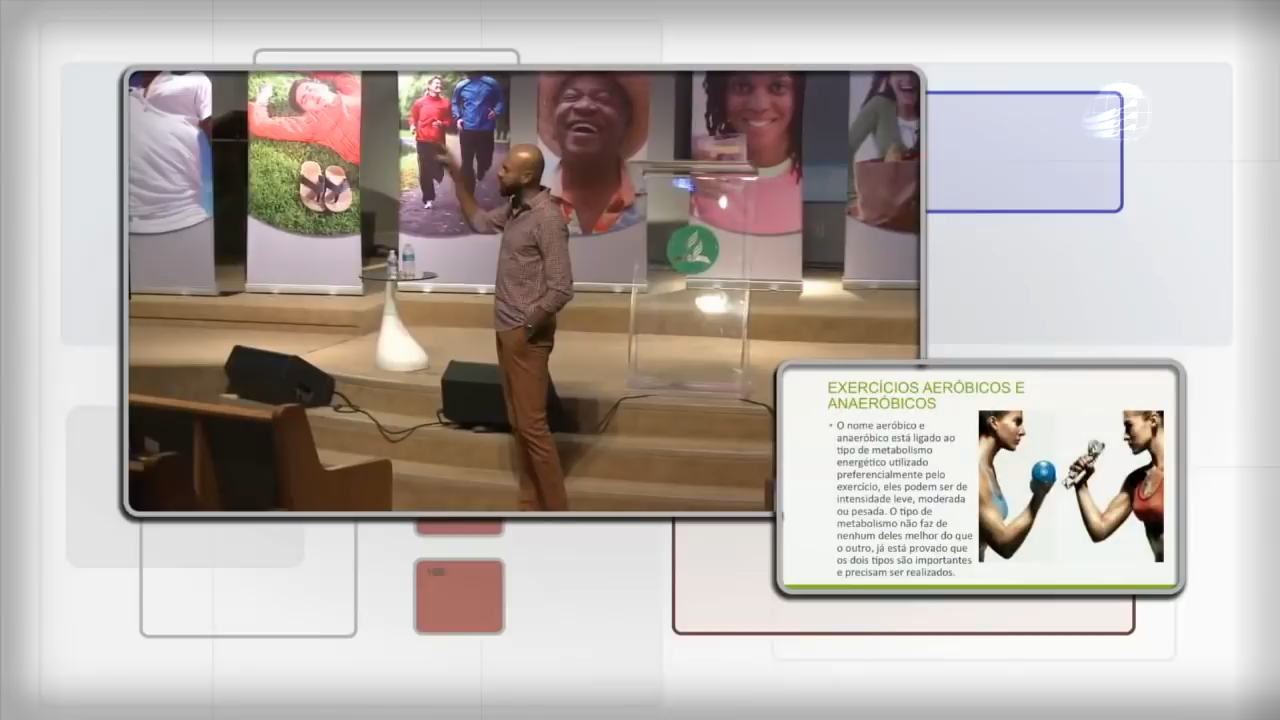 EXERCÍCIOS AERÓBICOS E
ANAERÓBICOS
• O nome aeróbico e
anaeróbico está ligado ao
tipo de metabolismo
energético utilizado
preferencialmente pelo
exercício, eles podem ser de
intensidade leve, moderada
ou pesada. O tipo de
metabolismo não faz de
nenhum deles melhor do que
o outro, já está provado que
os dois tipos são importantes
e precisam ser realizados.